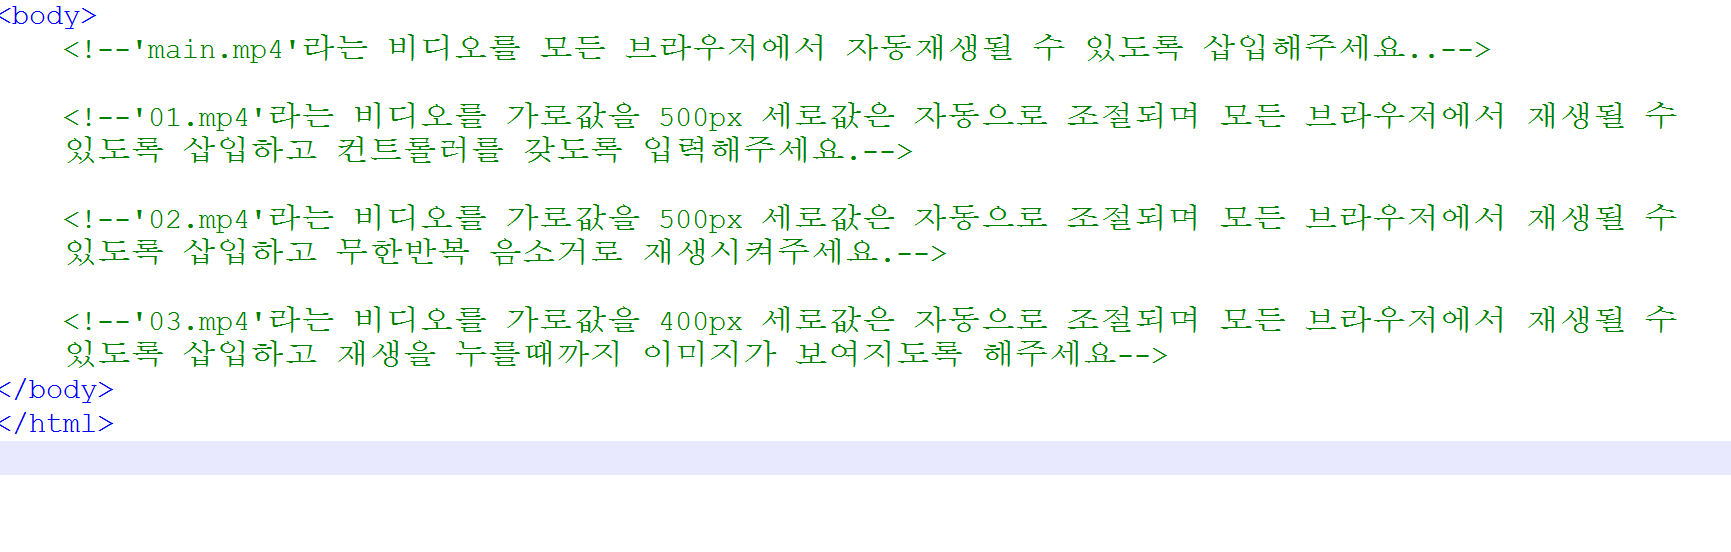 <body>
<!--'main.mp4'라는 비디오를 모든 브라우저에서 자동재생될 수 있도록 삽입해주세요..-->
<!--'01.mp4'라는 비디오를 가로값을 500px 세로값은 자동으로 조절되며 모든 브라우저에서 재생될 수
있도록 삽입하고 컨트롤러를 갖도록 입력해주세요.-->
<!--'02.mp4'라는 비디오를 가로값을 500px 세로값은 자동으로 조절되며 모든 브라우저에서 재생될 수
있도록 삽입하고 무한반복 음소거로 재생시켜주세요.-->
<!--'03.mp4'라는 비디오를 가로값을 400px 세로값은 자동으로 조절되며 모든 브라우저에서 재생될 수
있도록 삽입하고 재생을 누를때까지 이미지가 보여지도록 해주세요-->
</body>
</html>